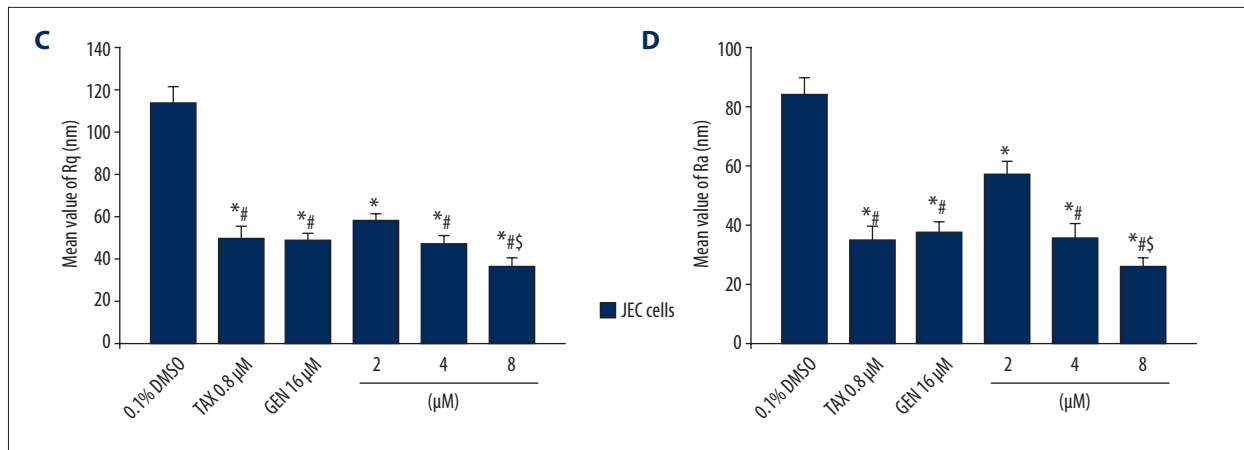 C
140
120
100
80
60
40
60
0
Mean value of Rq (nm)
*#
*#
*
*#
*#$
0.1% DMSO
TAX 0.8 µM
GEN 16 µM
2
4
8
(µM)
JEC cells
D
100
80
60
40
80
0
Mean value of Ra (nm)
*#
*#
*
*#
*#$
0.1% DMSO
TAX 0.8 µM
GEN 16 µM
2
4
8
(µM)